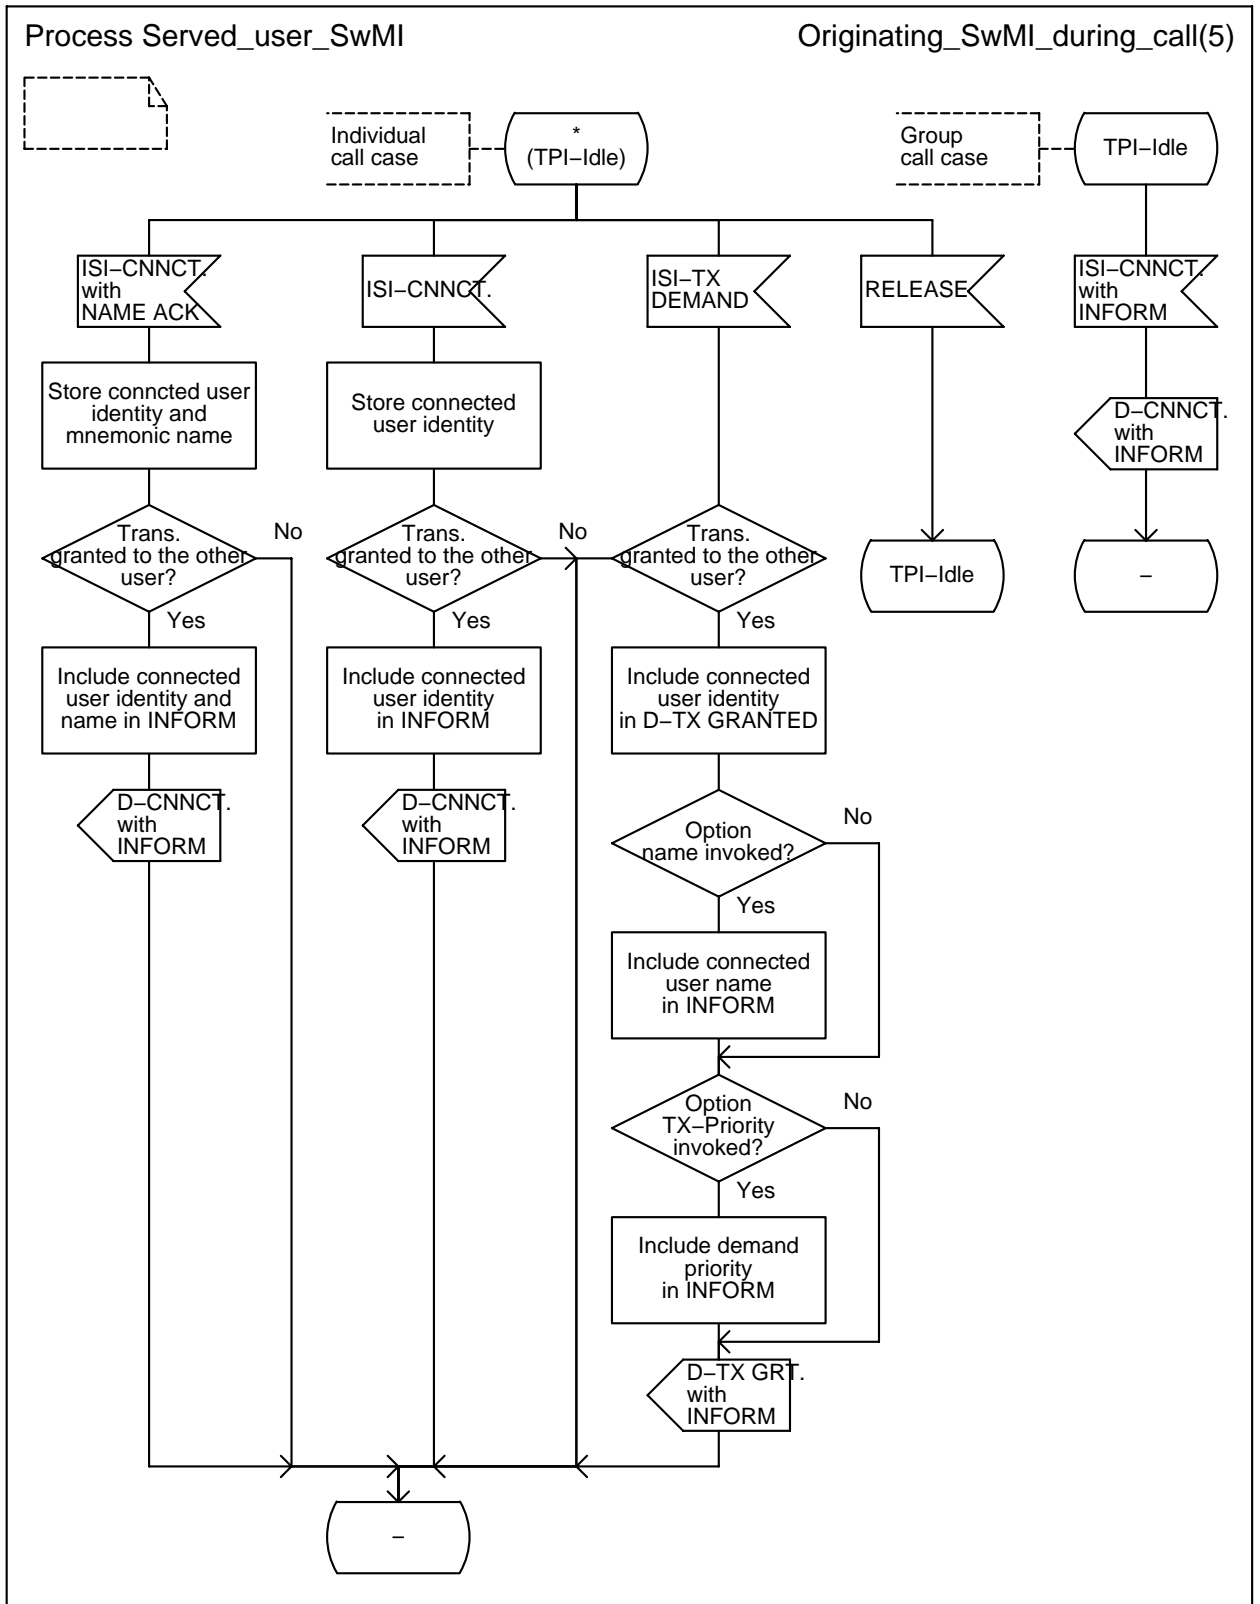 Process Served_user_SwMI
Originating_SwMI_during_call(5)
Individual
call case
*
(TPI–Idle)
Group
call case
TPI–Idle
ISI–CNNCT.
with
NAME ACK
ISI–CNNCT.
ISI–TX
DEMAND
RELEASE
ISI–CNNCT.
with
INFORM
Store conncted user
identity and
mnemonic name
Store connected
user identity
D–CNNCT.
with
INFORM
Trans.
granted to the other
user?
No
Yes
Trans.
granted to the other
user?
No
Yes
Trans.
granted to the other
user?
Yes
TPI–Idle
–
Include connected
user identity and
name in INFORM
Include connected
user identity
in INFORM
Include connected
user identity
in D–TX GRANTED
D–CNNCT.
with
INFORM
D–CNNCT.
with
INFORM
Option
name invoked?
No
Yes
Include connected
user name
in INFORM
Option
TX–Priority
invoked?
No
Yes
Include demand
priority
in INFORM
D–TX GRT.
with
INFORM
–